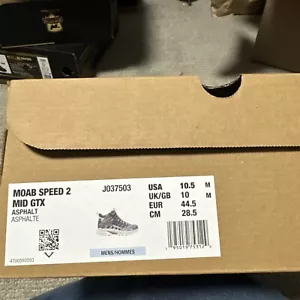 MOAB SPEED 2
MID GTX
ASPHALT
ASPHALTE
J037503
MENS/HOMMES
USA 10.5 M
UK/GB 10 M
EUR 44.5
CM 28.5